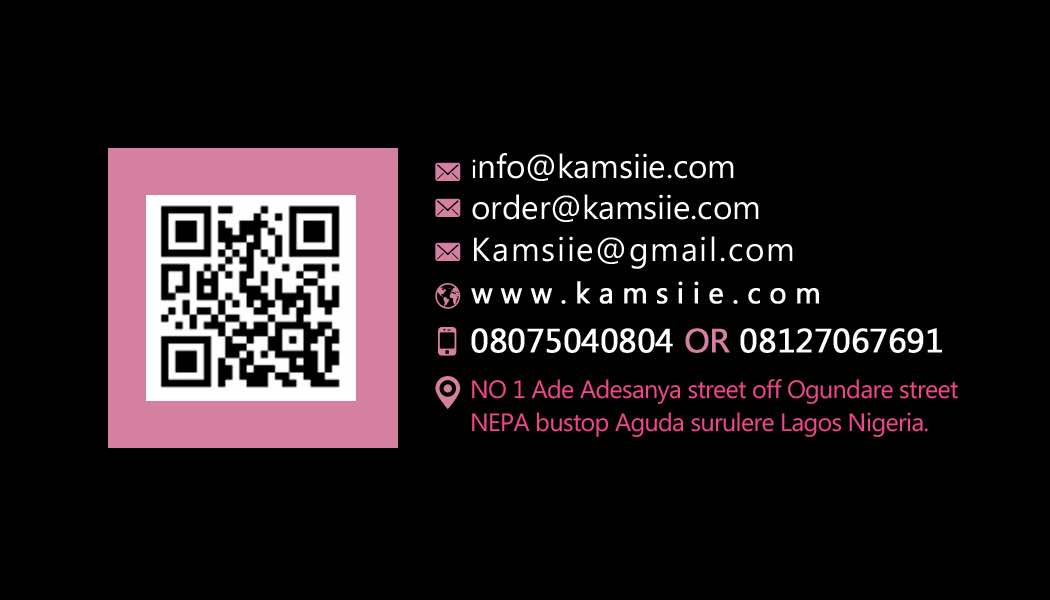 info@kamsiie.com
order@kamsiie.com
Kamsiie@gmail.com
www.kamsiie.com
08075040804 OR 08127067691
NO 1 Ade Adesanya street off Ogundare street
NEPA bustop Aguda surulere Lagos Nigeria.